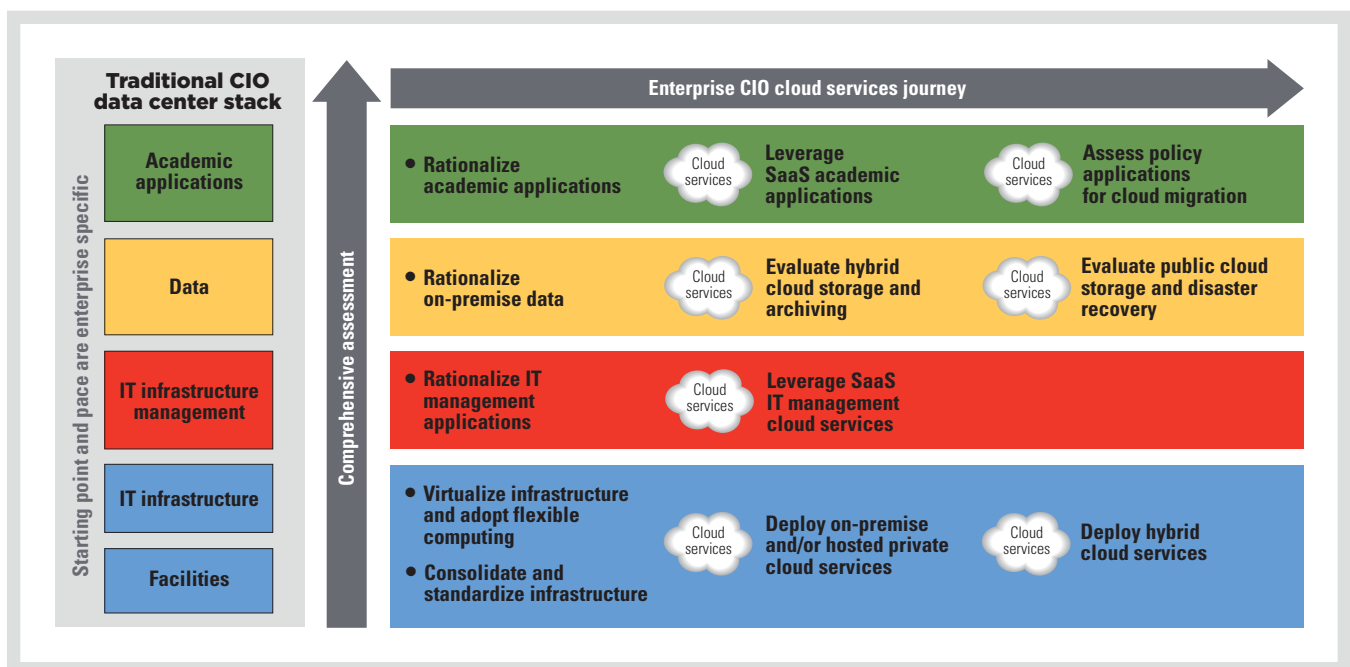 Traditional CIO
data center stack
Starting point and pace are enterprise specific
Academic
applications
Data
IT infrastructure
management
IT infrastructure
Facilities
Comprehensive assessment
Enterprise CIO cloud services journey
• Rationalize
academic applications
Cloud
services
Leverage
SaaS academic
applications
Cloud
services
Assess policy
applications
for cloud migration
• Rationalize
on-premise data
Cloud
services
Evaluate hybrid
cloud storage and
archiving
Cloud
services
Evaluate public cloud
storage and disaster
recovery
• Rationalize IT
management
applications
Cloud
services
Leverage SaaS
IT management
cloud services
• Virtualize infrastructure
and adopt flexible
computing
• Consolidate and
standardize infrastructure
Cloud
services
Deploy on-premise
and/or hosted private
cloud services
Cloud
services
Deploy hybrid
cloud services